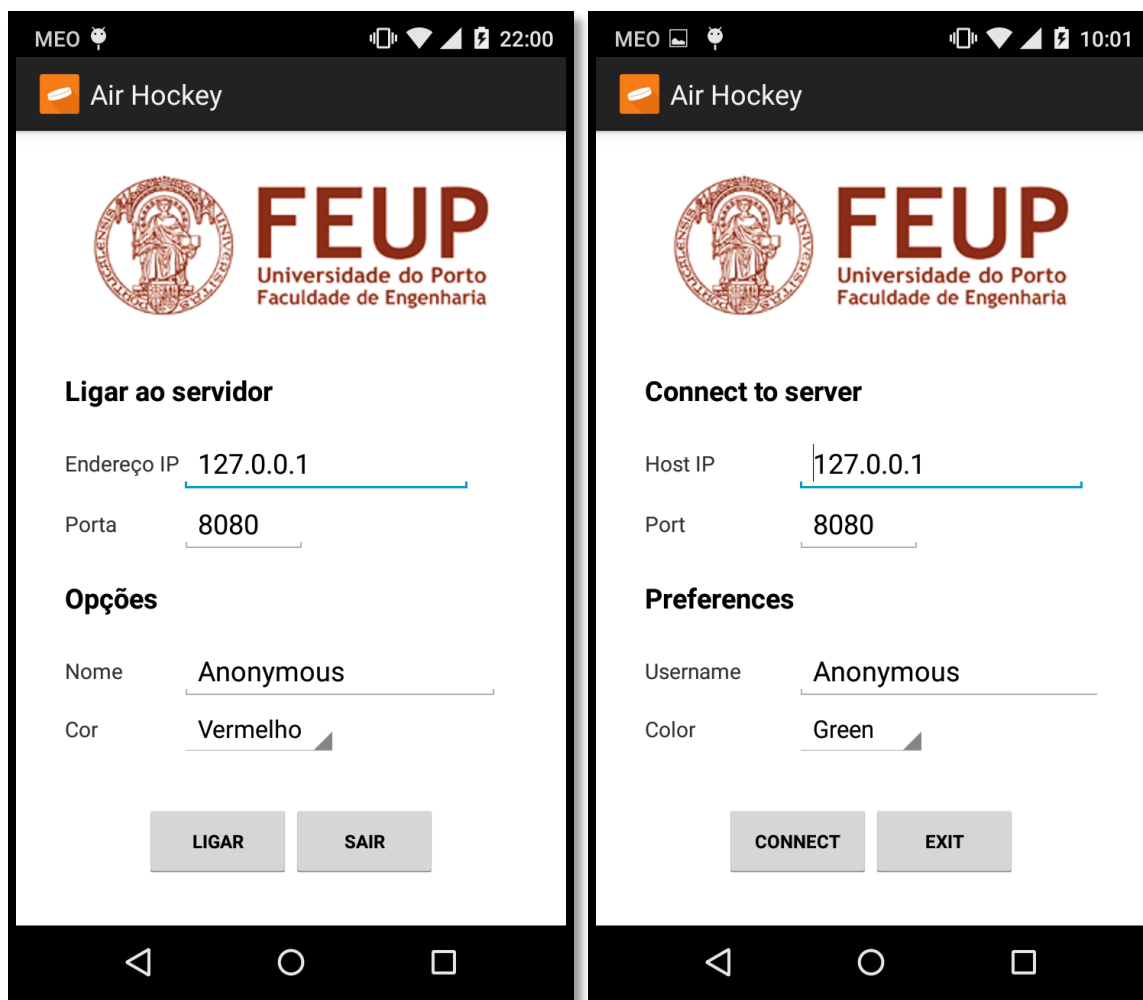 MEO 22:00
Air Hockey
FEUP
Universidade do Porto
Faculdade de Engenharia
Ligar ao servidor
Endereço IP 127.0.0.1
Porta 8080
Opções
Nome Anonymous
Cor Vermelho
LIGAR SAIR
MEO 10:01
Air Hockey
FEUP
Universidade do Porto
Faculdade de Engenharia
Connect to server
Host IP 127.0.0.1
Port 8080
Preferences
Username Anonymous
Color Green
CONNECT EXIT